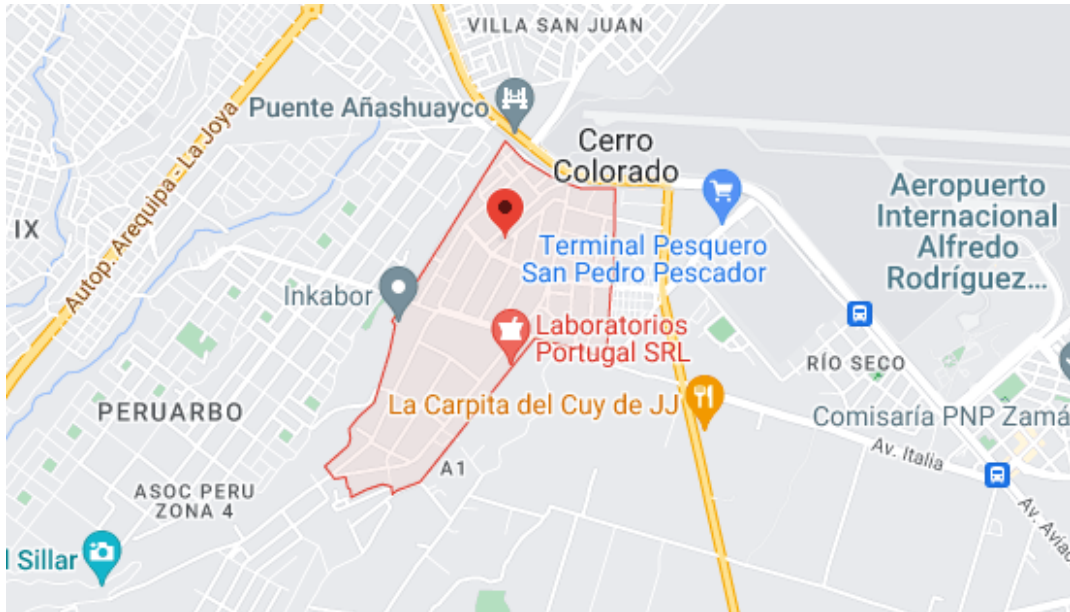 VILLA SAN JUAN
Puente Añashuayco
Cerro
Colorado
Autop. Arequipa - La Joya
IX
Aeropuerto
Internacional
Alfredo
Rodríguez...
Terminal Pesquero
San Pedro Pescador
Inkabor
Laboratorios
Portugal SRL
RÍO SECO
PERUARBO
La Carpita del Cuy de JJ
Comisaría PNP Zamá
Av. Italia
A1
ASOC PERU
ZONA 4
Av. Aviac
l Sillar